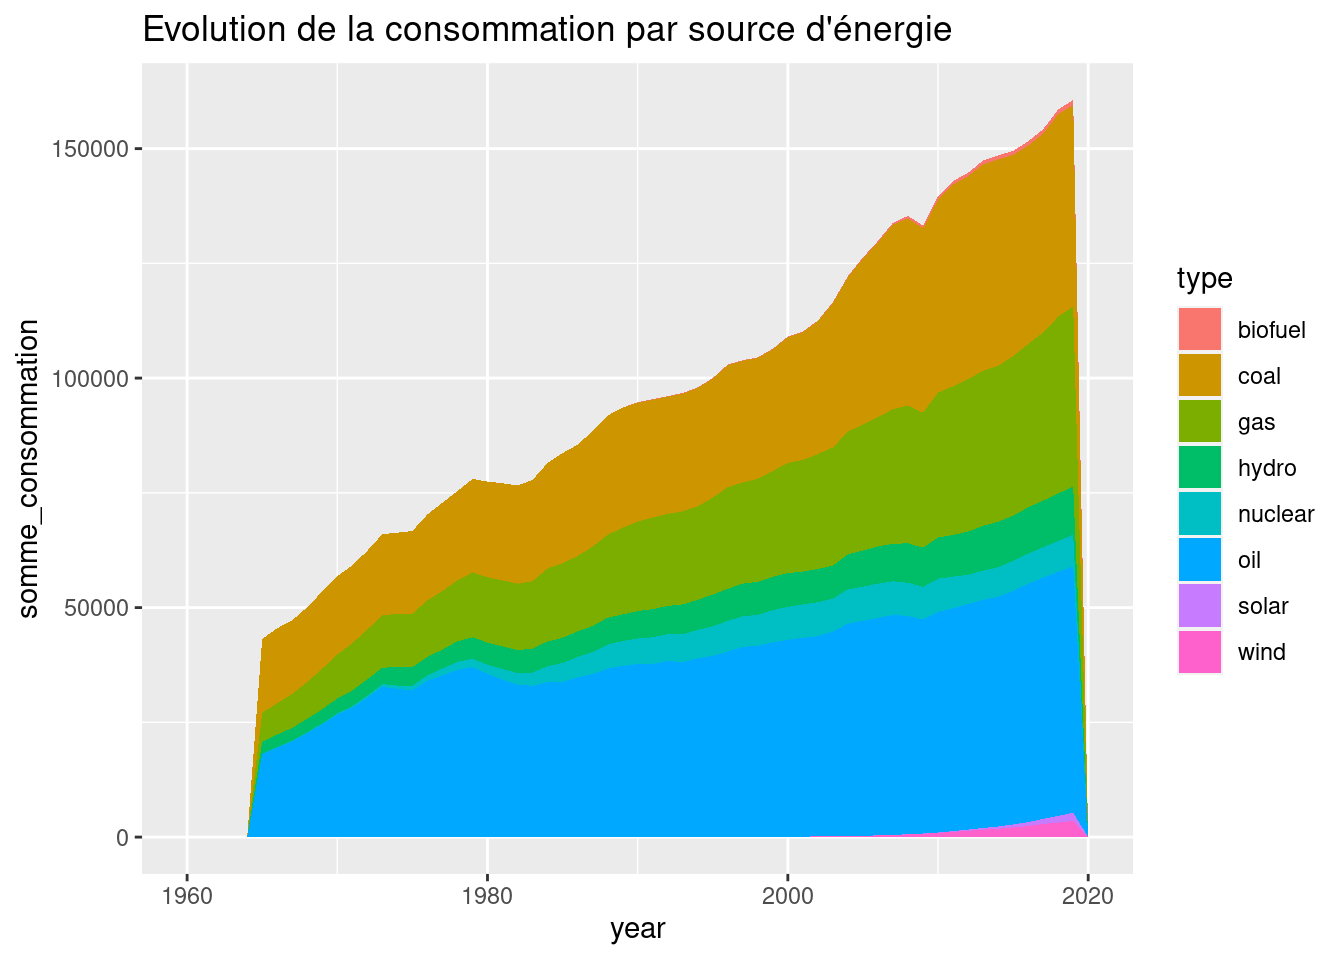 Evolution de la consommation par source d'énergie
somme_consommation
150000
100000
50000
0
1960
1980
2000
2020
year
type
biofuel
coal
gas
hydro
nuclear
oil
solar
wind